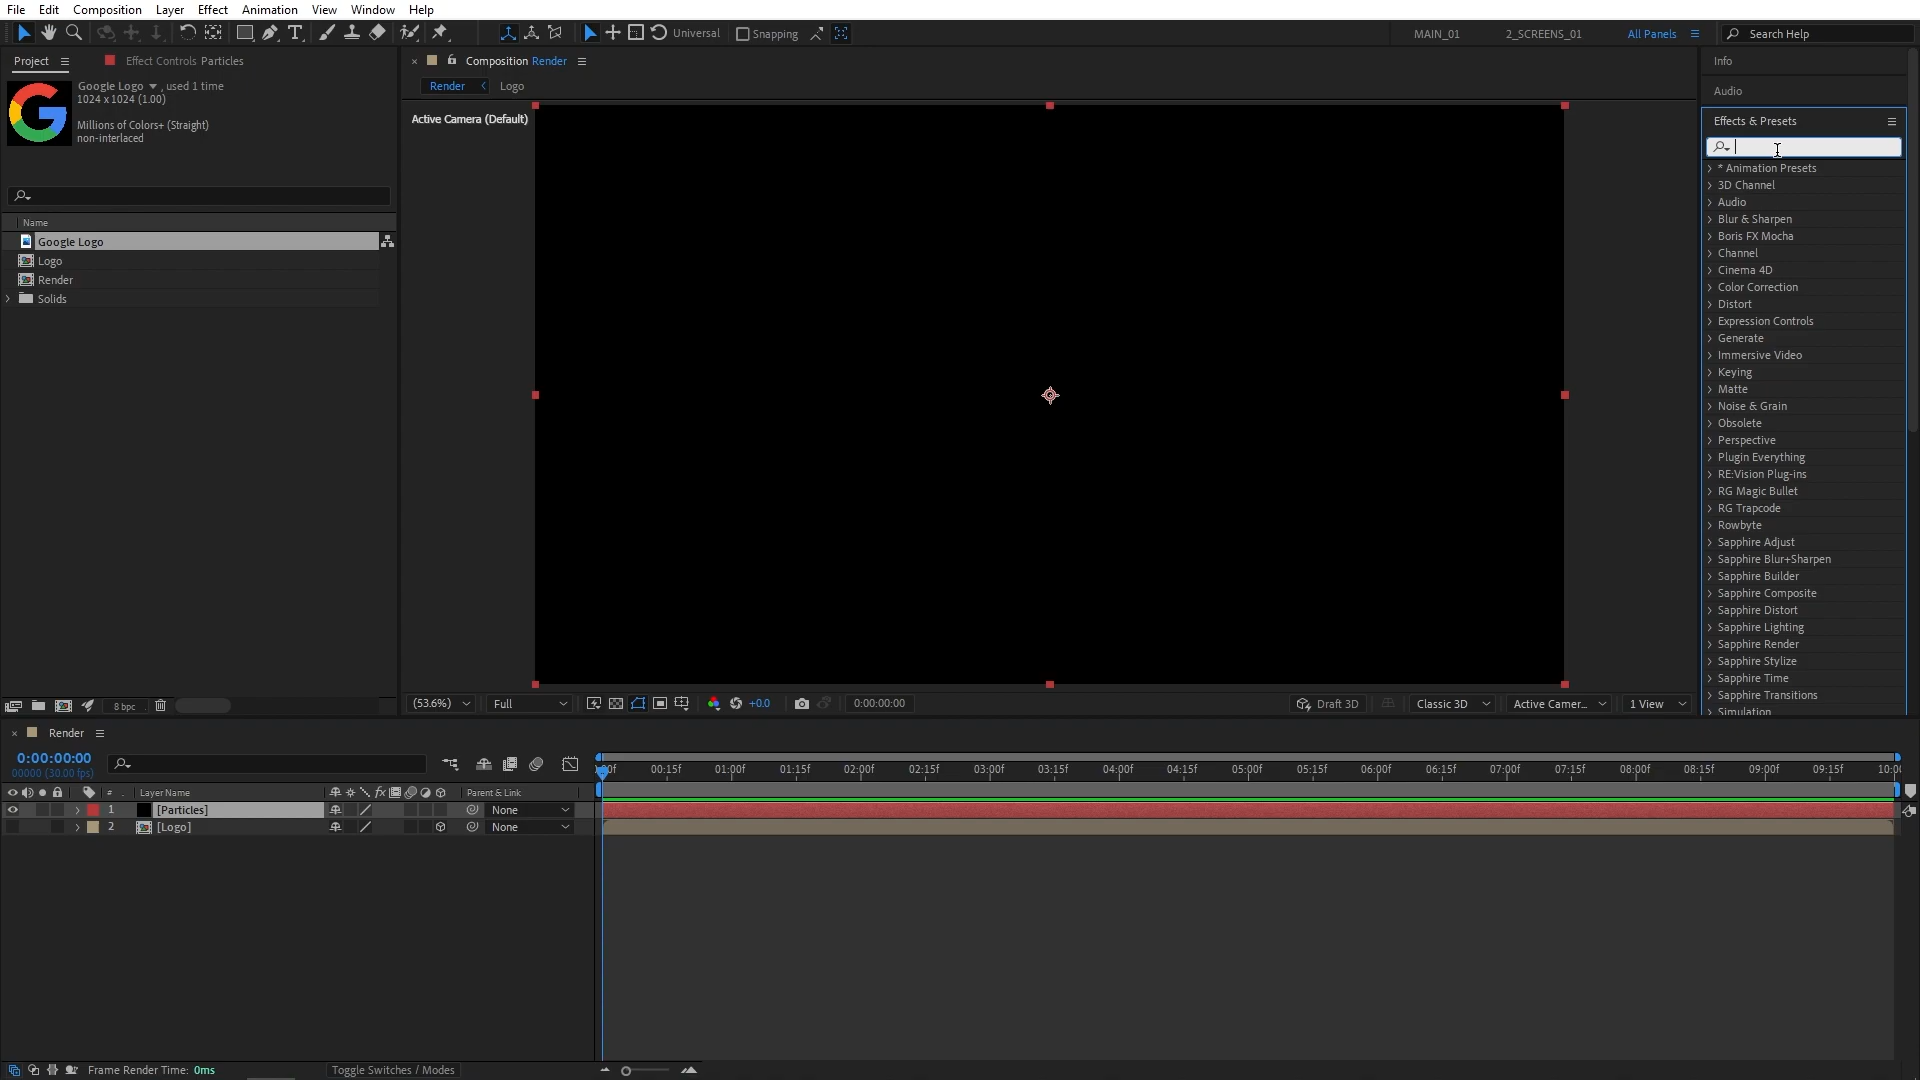 File Edit Composition Layer Effect Animation View Window Help
Universal Snapping MAIN_01 2_SCREENS_01 All Panels Search Help
Project Effect Controls Particles
Google Logo , used 1 time
1024 x 1024 (1.00)
Millions of Colors+ (Straight)
non-interlaced
Name
Google Logo
Logo
Render
Solids
8 bpc
Composition Render
Render Logo
Active Camera (Default)
(53.6%) Full +0.0 0:00:00:00 Draft 3D Classic 3D Active Camer... 1 View
Info
Audio
Effects & Presets
* Animation Presets
3D Channel
Audio
Blur & Sharpen
Boris FX Mocha
Channel
Cinema 4D
Color Correction
Distort
Expression Controls
Generate
Immersive Video
Keying
Matte
Noise & Grain
Obsolete
Perspective
Plugin Everything
RE:Vision Plug-ins
RG Magic Bullet
RG Trapcode
Rowbyte
Sapphire Adjust
Sapphire Blur+Sharpen
Sapphire Builder
Sapphire Composite
Sapphire Distort
Sapphire Lighting
Sapphire Render
Sapphire Stylize
Sapphire Time
Sapphire Transitions
Simulation
Render
0:00:00:00
00000 (30.00 fps)
00:15f 01:00f 01:15f 02:00f 02:15f 03:00f 03:15f 04:00f 04:15f 05:00f 05:15f 06:00f 06:15f 07:00f 07:15f 08:00f 08:15f 09:00f 09:15f 10:00
# Layer Name fx Parent & Link
1 [Particles] None
2 [Logo] None
Frame Render Time: 0ms Toggle Switches / Modes